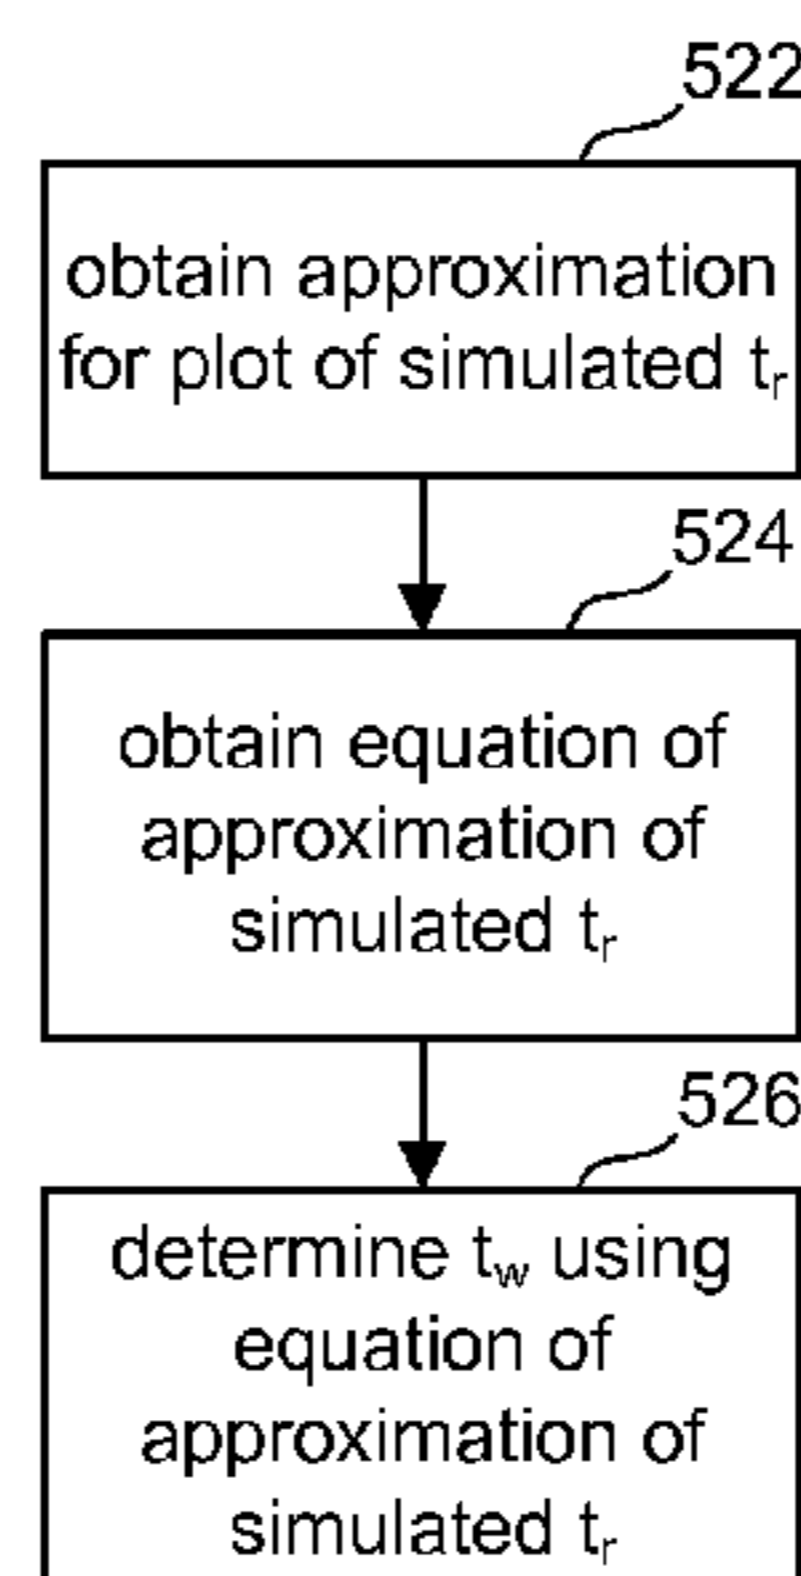 522
obtain approximation
for plot of simulated tᵣ
524
obtain equation of
approximation of
simulated tᵣ
526
determine t_w using
equation of
approximation of
simulated tᵣ